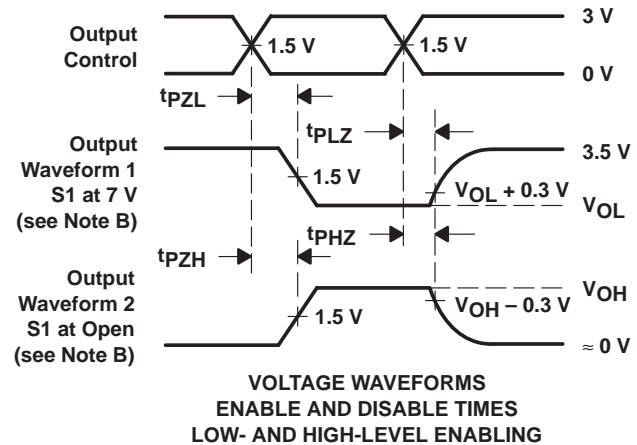 3 V
Output
Control
1.5 V
1.5 V
0 V
tPZL
tPLZ
Output
Waveform 1
S1 at 7 V
(see Note B)
3.5 V
1.5 V
VOL + 0.3 V
VOL
tPZH
tPHZ
Output
Waveform 2
S1 at Open
(see Note B)
VOH
VOH – 0.3 V
1.5 V
≈ 0 V
VOLTAGE WAVEFORMS
ENABLE AND DISABLE TIMES
LOW- AND HIGH-LEVEL ENABLING